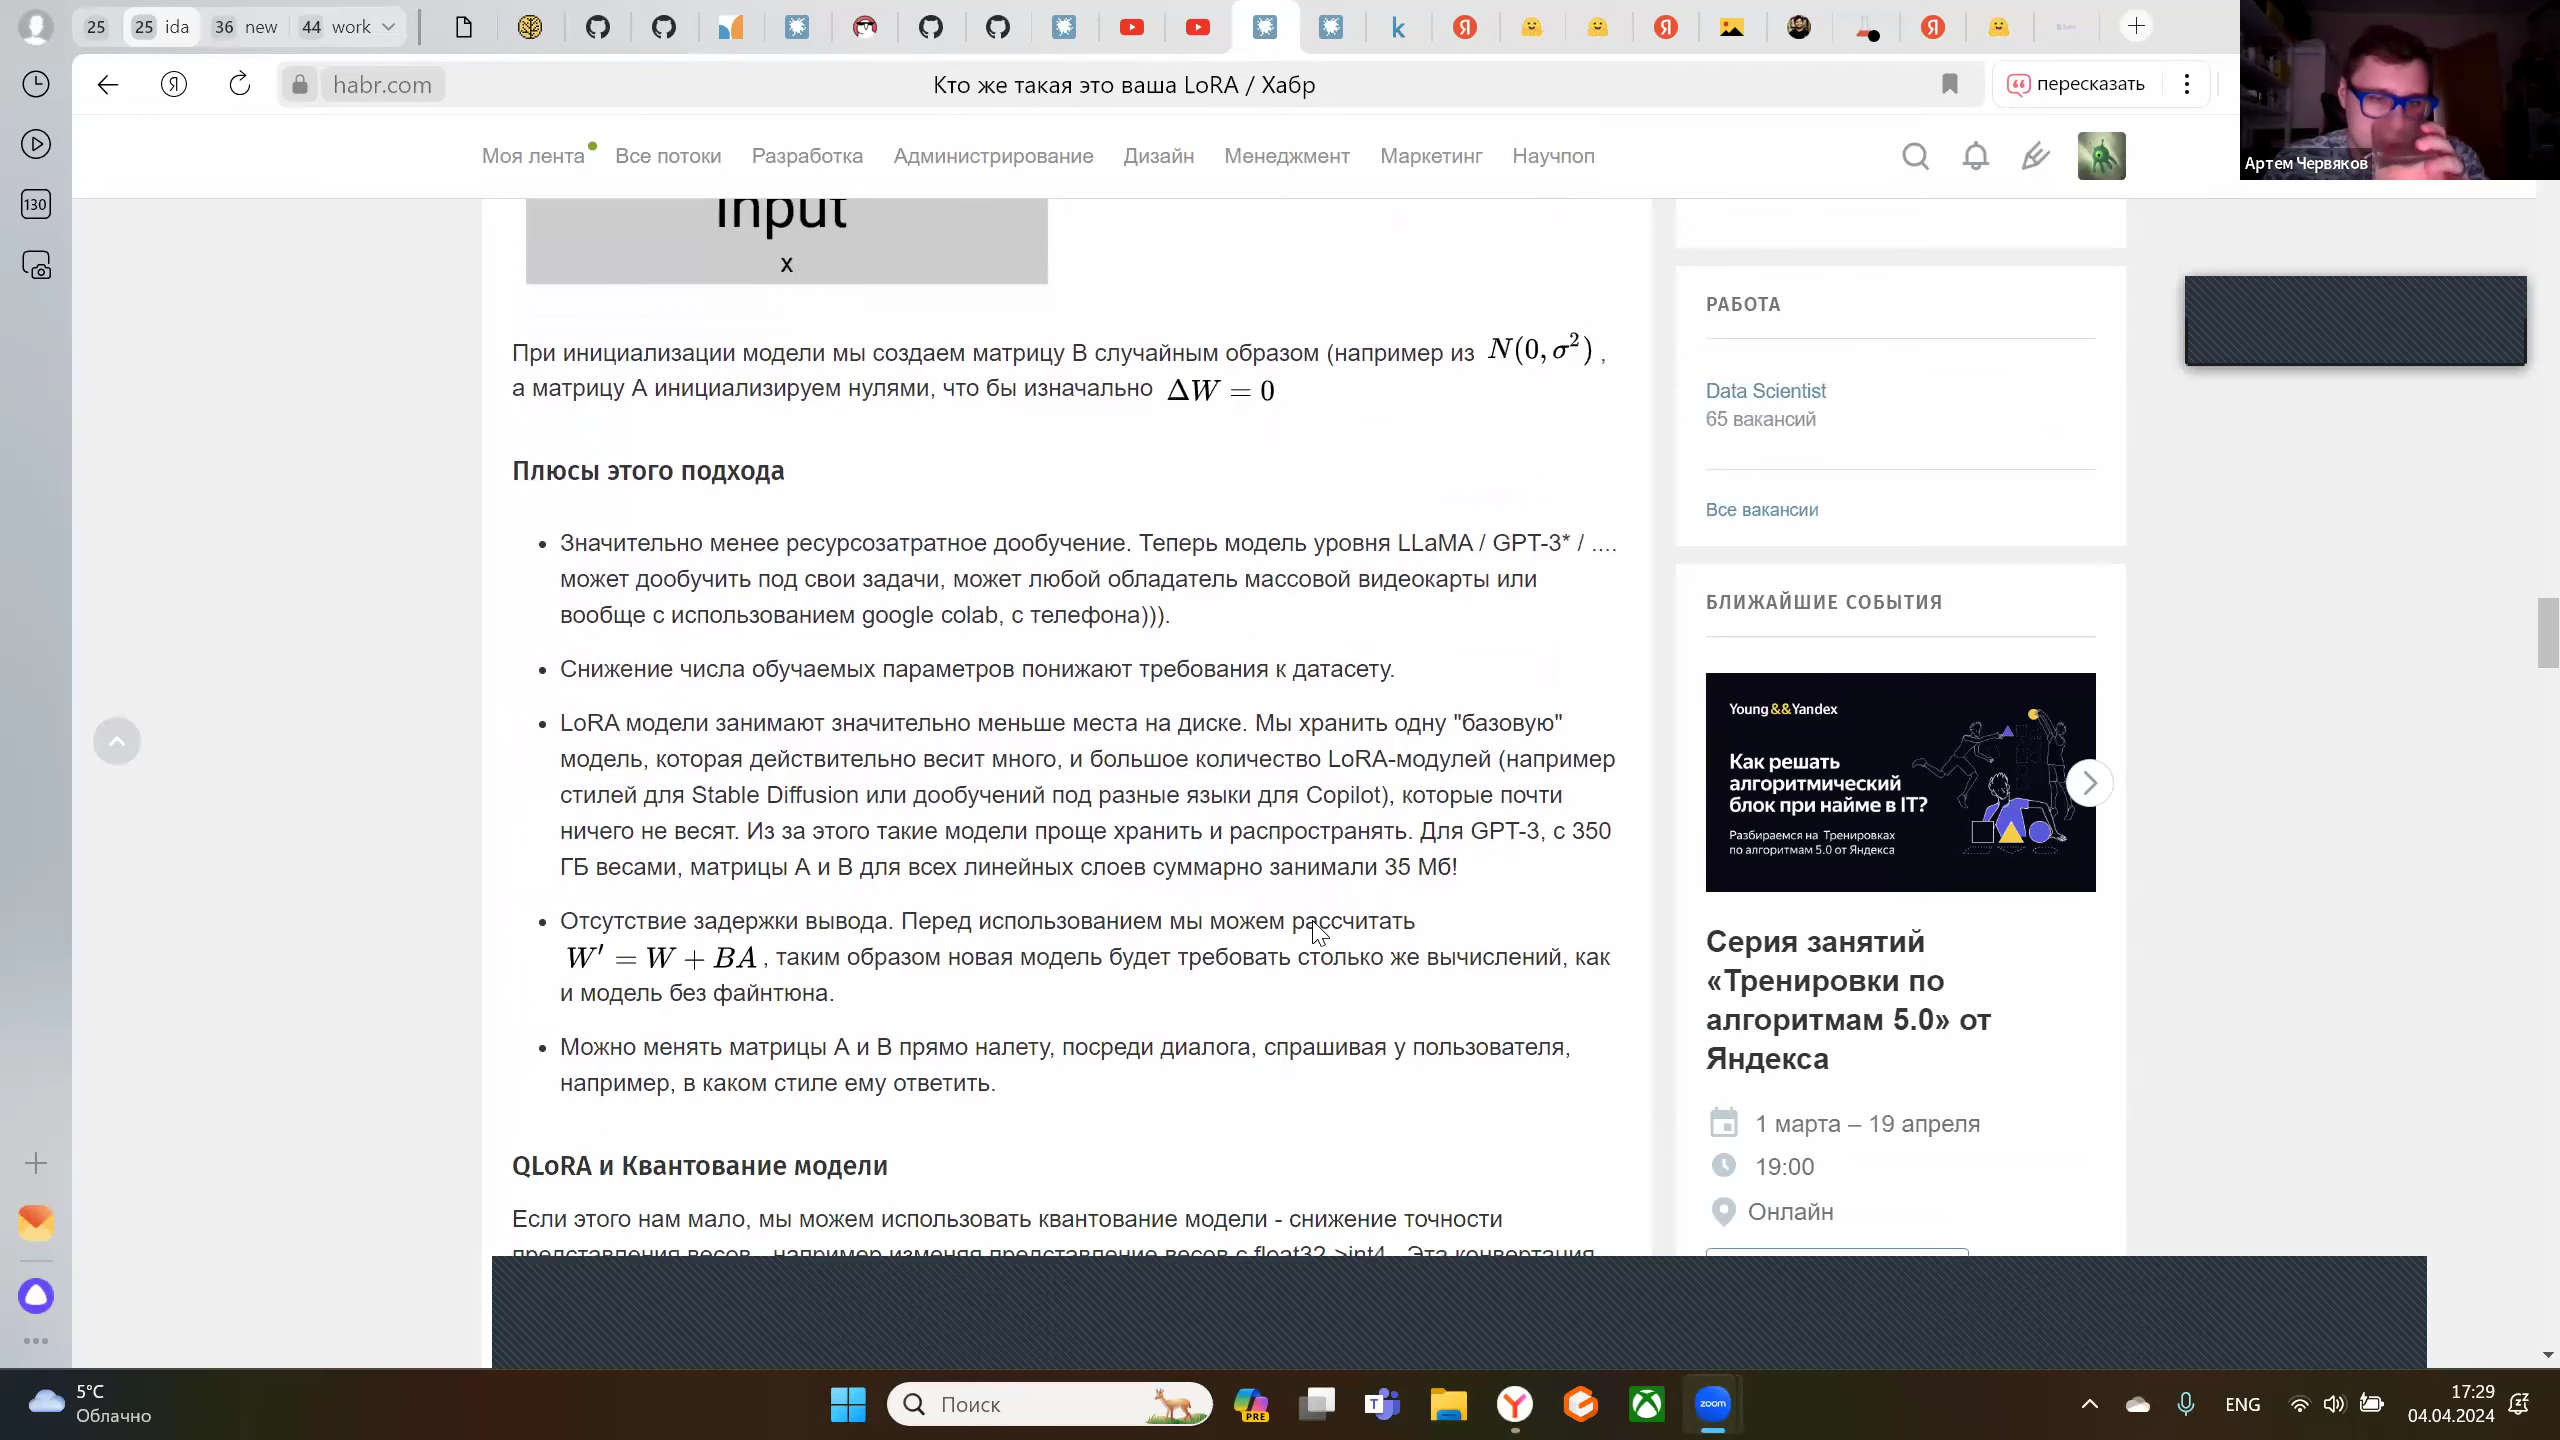 25
25 ida
36 new
44 work
habr.com
Кто же такая это ваша LoRA / Хабр
пересказать
Артем Червяков
130
Моя лента
Все потоки
Разработка
Администрирование
Дизайн
Менеджмент
Маркетинг
Научпоп
Input
x
При инициализации модели мы создаем матрицу B случайным образом (например из N(0, σ²) ,
а матрицу А инициализируем нулями, что бы изначально ΔW = 0
Плюсы этого подхода
Значительно менее ресурсозатратное дообучение. Теперь модель уровня LLaMA / GPT-3* / ....
может дообучить под свои задачи, может любой обладатель массовой видеокарты или
вообще с использованием google colab, с телефона))).
Снижение числа обучаемых параметров понижают требования к датасету.
LoRA модели занимают значительно меньше места на диске. Мы хранить одну "базовую"
модель, которая действительно весит много, и большое количество LoRA-модулей (например
стилей для Stable Diffusion или дообучений под разные языки для Copilot), которые почти
ничего не весят. Из за этого такие модели проще хранить и распространять. Для GPT-3, с 350
ГБ весами, матрицы А и В для всех линейных слоев суммарно занимали 35 Мб!
Отсутствие задержки вывода. Перед использованием мы можем рассчитать
W′ = W + BA , таким образом новая модель будет требовать столько же вычислений, как
и модель без файнтюна.
Можно менять матрицы А и В прямо налету, посреди диалога, спрашивая у пользователя,
например, в каком стиле ему ответить.
QLoRA и Квантование модели
Если этого нам мало, мы можем использовать квантование модели - снижение точности
представления весов - например изменяя представление весов с float32->int4 . Эта конвертация
РАБОТА
Data Scientist
65 вакансий
Все вакансии
БЛИЖАЙШИЕ СОБЫТИЯ
Young&&Yandex
Как решать
алгоритмический
блок при найме в IT?
Разбираемся на Тренировках
по алгоритмам 5.0 от Яндекса
Серия занятий
«Тренировки по
алгоритмам 5.0» от
Яндекса
1 марта – 19 апреля
19:00
Онлайн
5°C
Облачно
Поиск
PRE
zoom
ENG
17:29
04.04.2024